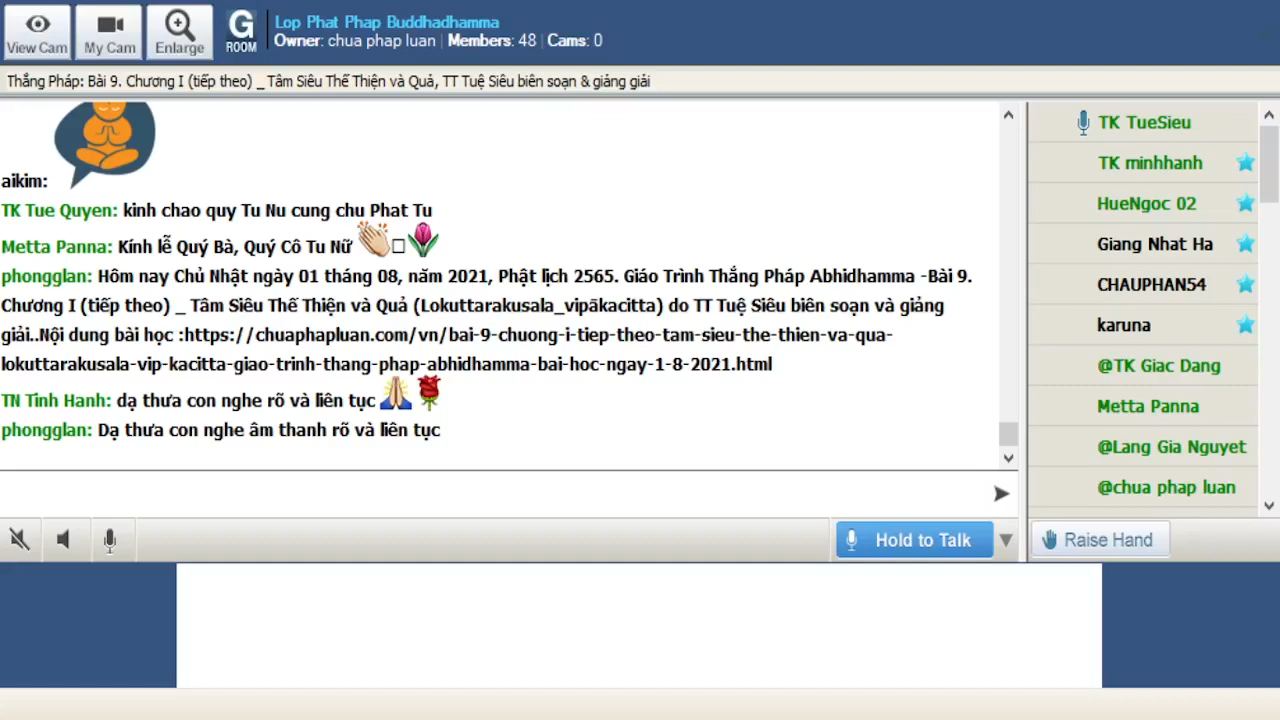 View Cam
My Cam
Enlarge
G
ROOM
Lop Phat Phap Buddhadhamma
Owner: chua phap luan | Members: 48 | Cams: 0
Thắng Pháp: Bài 9. Chương I (tiếp theo) _ Tâm Siêu Thế Thiện và Quả, TT Tuệ Siêu biên soạn & giảng giải
aikim:
TK Tue Quyen: kinh chao quy Tu Nu cung chu Phat Tu
Metta Panna: Kính lễ Quý Bà, Quý Cô Tu Nữ
phongglan: Hôm nay Chủ Nhật ngày 01 tháng 08, năm 2021, Phật lịch 2565. Giáo Trình Thắng Pháp Abhidhamma -Bài 9.
Chương I (tiếp theo) _ Tâm Siêu Thế Thiện và Quả (Lokuttarakusala_vipākacitta) do TT Tuệ Siêu biên soạn và giảng
giải..Nội dung bài học :https://chuaphapluan.com/vn/bai-9-chuong-i-tiep-theo-tam-sieu-the-thien-va-qua-
lokuttarakusala-vip-kacitta-giao-trinh-thang-phap-abhidhamma-bai-hoc-ngay-1-8-2021.html
TN Tinh Hanh: dạ thưa con nghe rõ và liên tục
phongglan: Dạ thưa con nghe âm thanh rõ và liên tục
TK TueSieu
TK minhhanh
HueNgoc 02
Giang Nhat Ha
CHAUPHAN54
karuna
@TK Giac Dang
Metta Panna
@Lang Gia Nguyet
@chua phap luan
Hold to Talk
Raise Hand